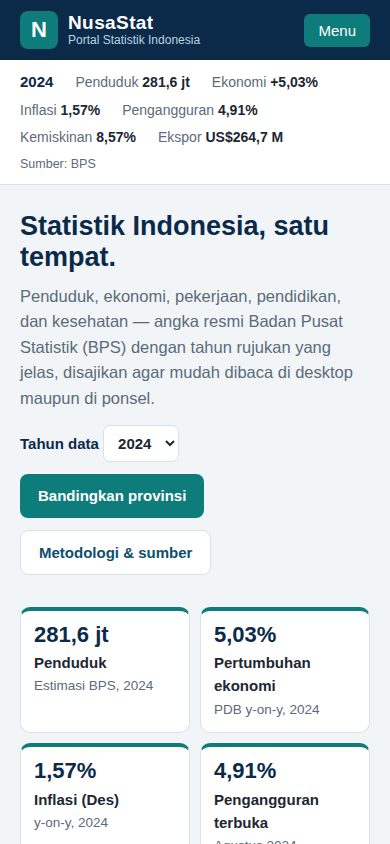 N NusaStat
Portal Statistik Indonesia
Menu
2024 Penduduk 281,6 jt Ekonomi +5,03%
Inflasi 1,57% Pengangguran 4,91%
Kemiskinan 8,57% Ekspor US$264,7 M
Sumber: BPS
Statistik Indonesia, satu
tempat.
Penduduk, ekonomi, pekerjaan, pendidikan,
dan kesehatan — angka resmi Badan Pusat
Statistik (BPS) dengan tahun rujukan yang
jelas, disajikan agar mudah dibaca di desktop
maupun di ponsel.
Tahun data 2024
Bandingkan provinsi
Metodologi & sumber
281,6 jt
Penduduk
Estimasi BPS, 2024
5,03%
Pertumbuhan
ekonomi
PDB y-on-y, 2024
1,57%
Inflasi (Des)
y-on-y, 2024
4,91%
Pengangguran
terbuka
Agustus 2024